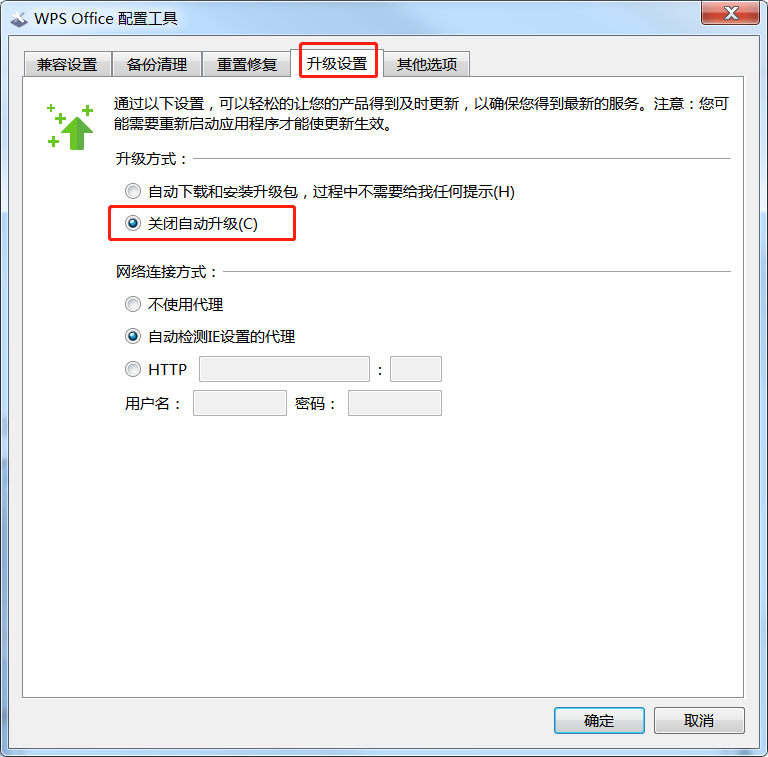 WPS Office 配置工具
兼容设置 备份清理 重置修复 升级设置 其他选项
通过以下设置，可以轻松的让您的产品得到及时更新，以确保您得到最新的服务。注意：您可
能需要重新启动应用程序才能使更新生效。
升级方式：
自动下载和安装升级包，过程中不需要给我任何提示(H)
关闭自动升级(C)
网络连接方式：
不使用代理
自动检测IE设置的代理
HTTP :
用户名： 密码：
确定 取消